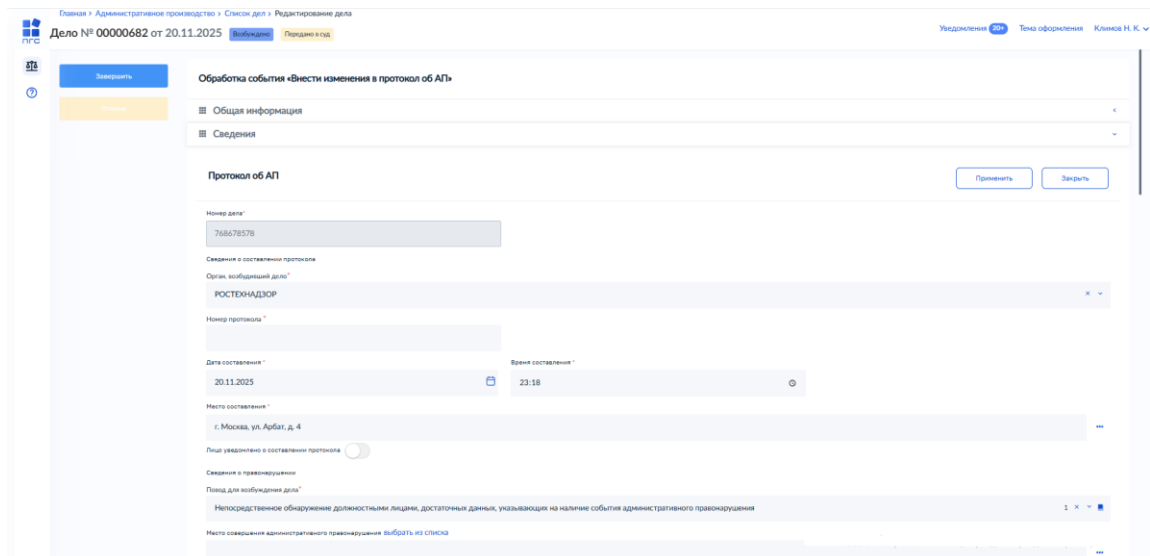 Главная > Административное производство > Список дел > Редактирование дела
ПГС
Дело № 00000682 от 20.11.2025 Возбуждено Передано в суд
Уведомления 20+ Тема оформления Климов Н. К.
Завершить
Обработка события «Внести изменения в протокол об АП»
Общая информация
Сведения
Протокол об АП
Применить Закрыть
Номер дела*
768678578
Сведения о составлении протокола
Орган, возбудивший дело*
РОСТЕХНАДЗОР
Номер протокола *
Дата составления * Время составления *
20.11.2025 23:18
Место составления *
г. Москва, ул. Арбат, д. 4
Лицо уведомлено о составлении протокола
Сведения о правонарушении
Повод для возбуждения дела*
Непосредственное обнаружение должностными лицами, достаточных данных, указывающих на наличие события административного правонарушения 1
Место совершения административного правонарушения выбрать из списка